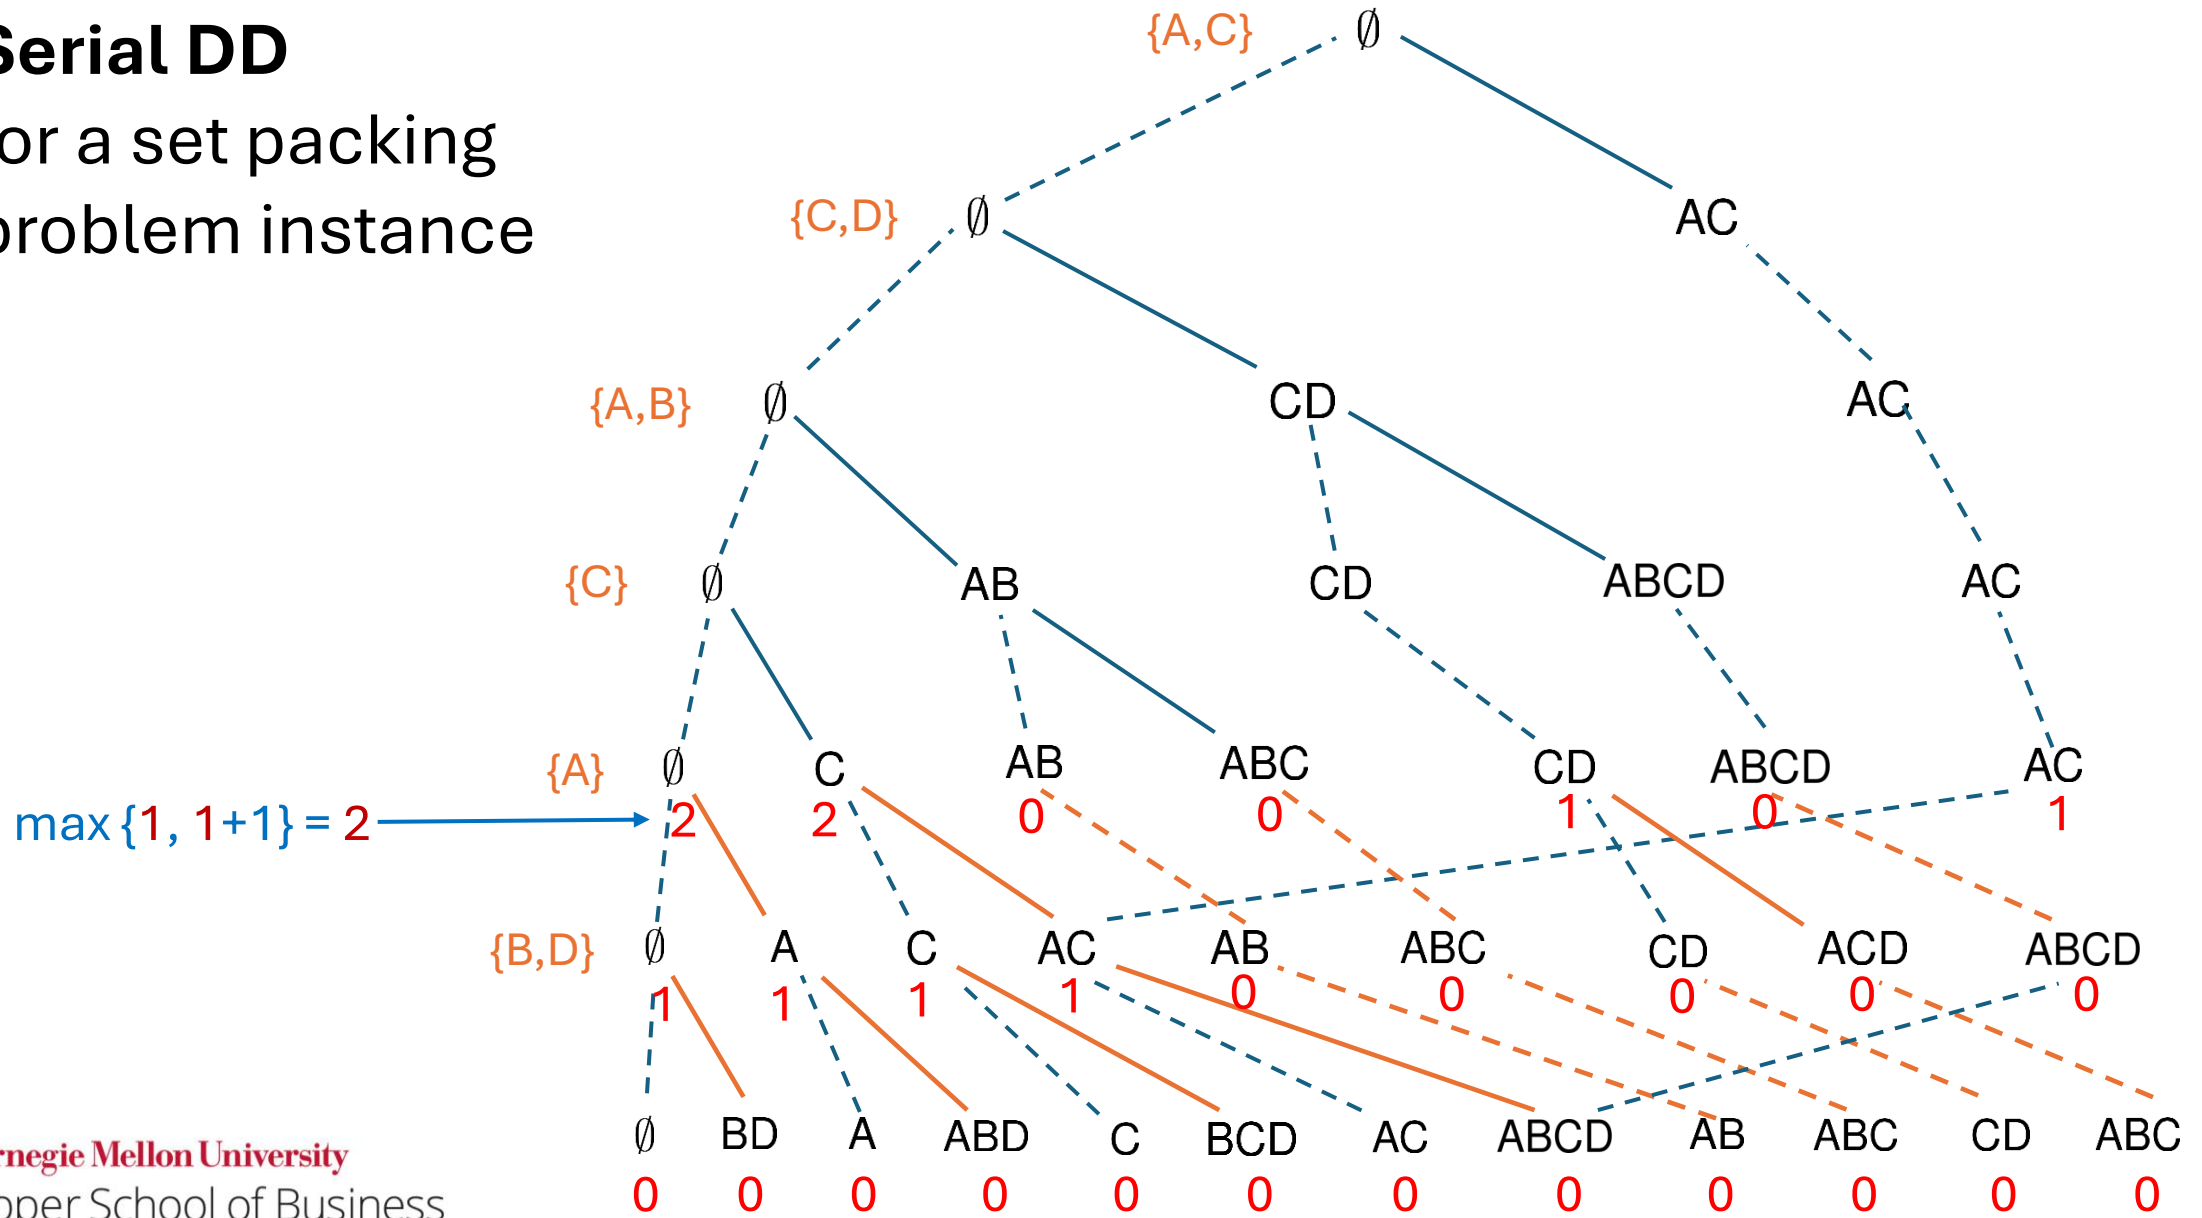 Serial DD
or a set packing
problem instance
{A,C} ∅
{C,D} ∅ AC
{A,B} ∅ CD AC
{C} ∅ AB CD ABCD AC
{A} ∅ C AB ABC CD ABCD AC
max {1, 1+1} = 2 2 2 0 0 1 0 1
{B,D} ∅ A C AC AB ABC CD ACD ABCD
1 1 1 1 0 0 0 0 0
∅ BD A ABD C BCD AC ABCD AB ABC CD ABC
0 0 0 0 0 0 0 0 0 0 0 0
rnegie Mellon University
pper School of Business